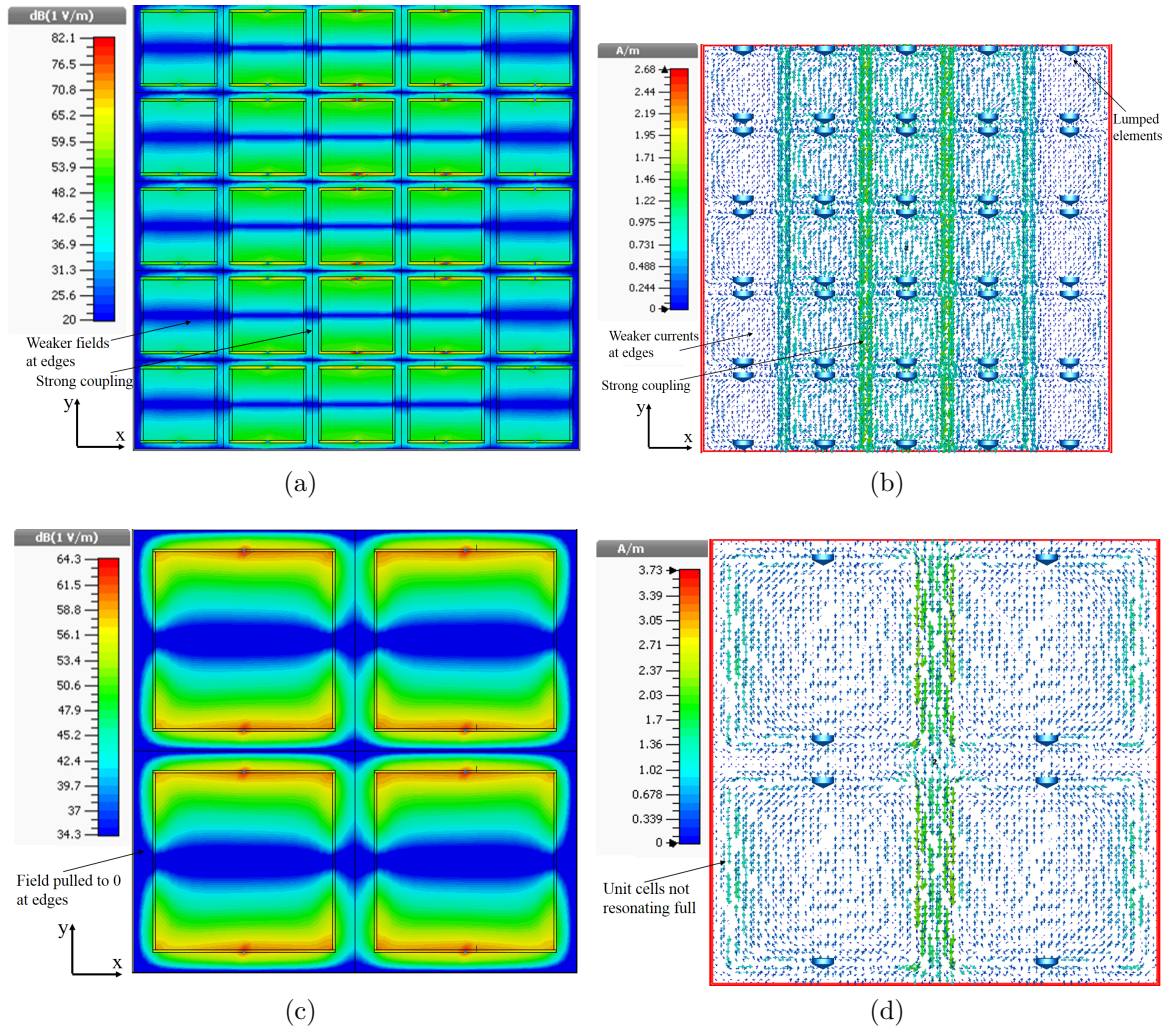 dB(1 V/m)
82.1
76.5
70.8
65.2
59.5
53.9
48.2
42.6
36.9
31.3
25.6
20
Weaker fields
at edges
Strong coupling
y
x
(a)
A/m
2.68
2.44
2.19
1.95
1.71
1.46
1.22
0.975
0.731
0.488
0.244
0
Lumped
elements
Weaker currents
at edges
Strong coupling
y
x
(b)
dB(1 V/m)
64.3
61.5
58.8
56.1
53.4
50.6
47.9
45.2
42.4
39.7
37
34.3
Field pulled to 0
at edges
y
x
(c)
A/m
3.73
3.39
3.05
2.71
2.37
2.03
1.7
1.36
1.02
0.678
0.339
0
Unit cells not
resonating full
(d)